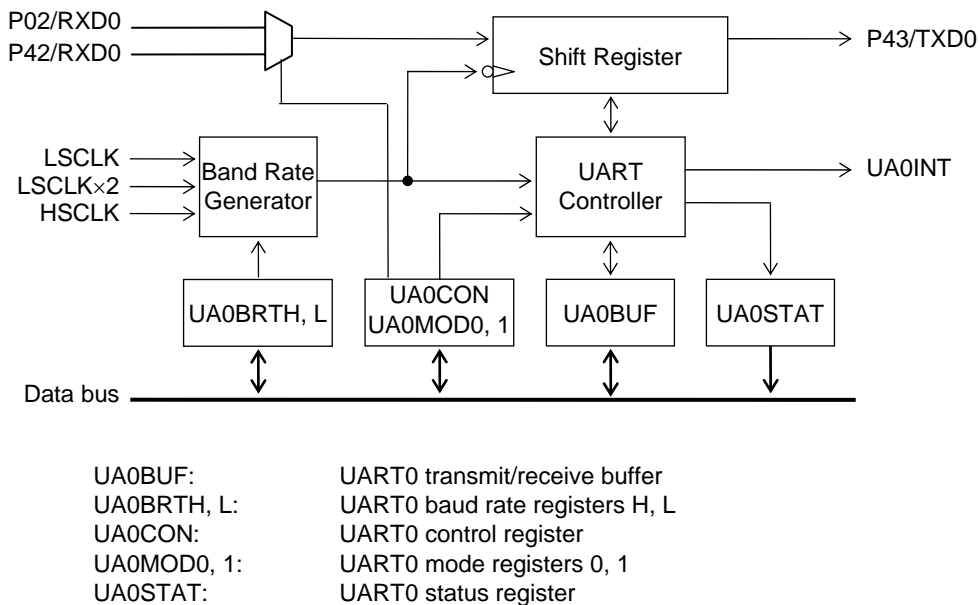 P02/RXD0
P42/RXD0
Shift Register
P43/TXD0
LSCLK
LSCLK×2
HSCLK
Band Rate
Generator
UART
Controller
UA0INT
UA0BRTH, L
UA0CON
UA0MOD0, 1
UA0BUF
UA0STAT
Data bus
UA0BUF: UART0 transmit/receive buffer
UA0BRTH, L: UART0 baud rate registers H, L
UA0CON: UART0 control register
UA0MOD0, 1: UART0 mode registers 0, 1
UA0STAT: UART0 status register